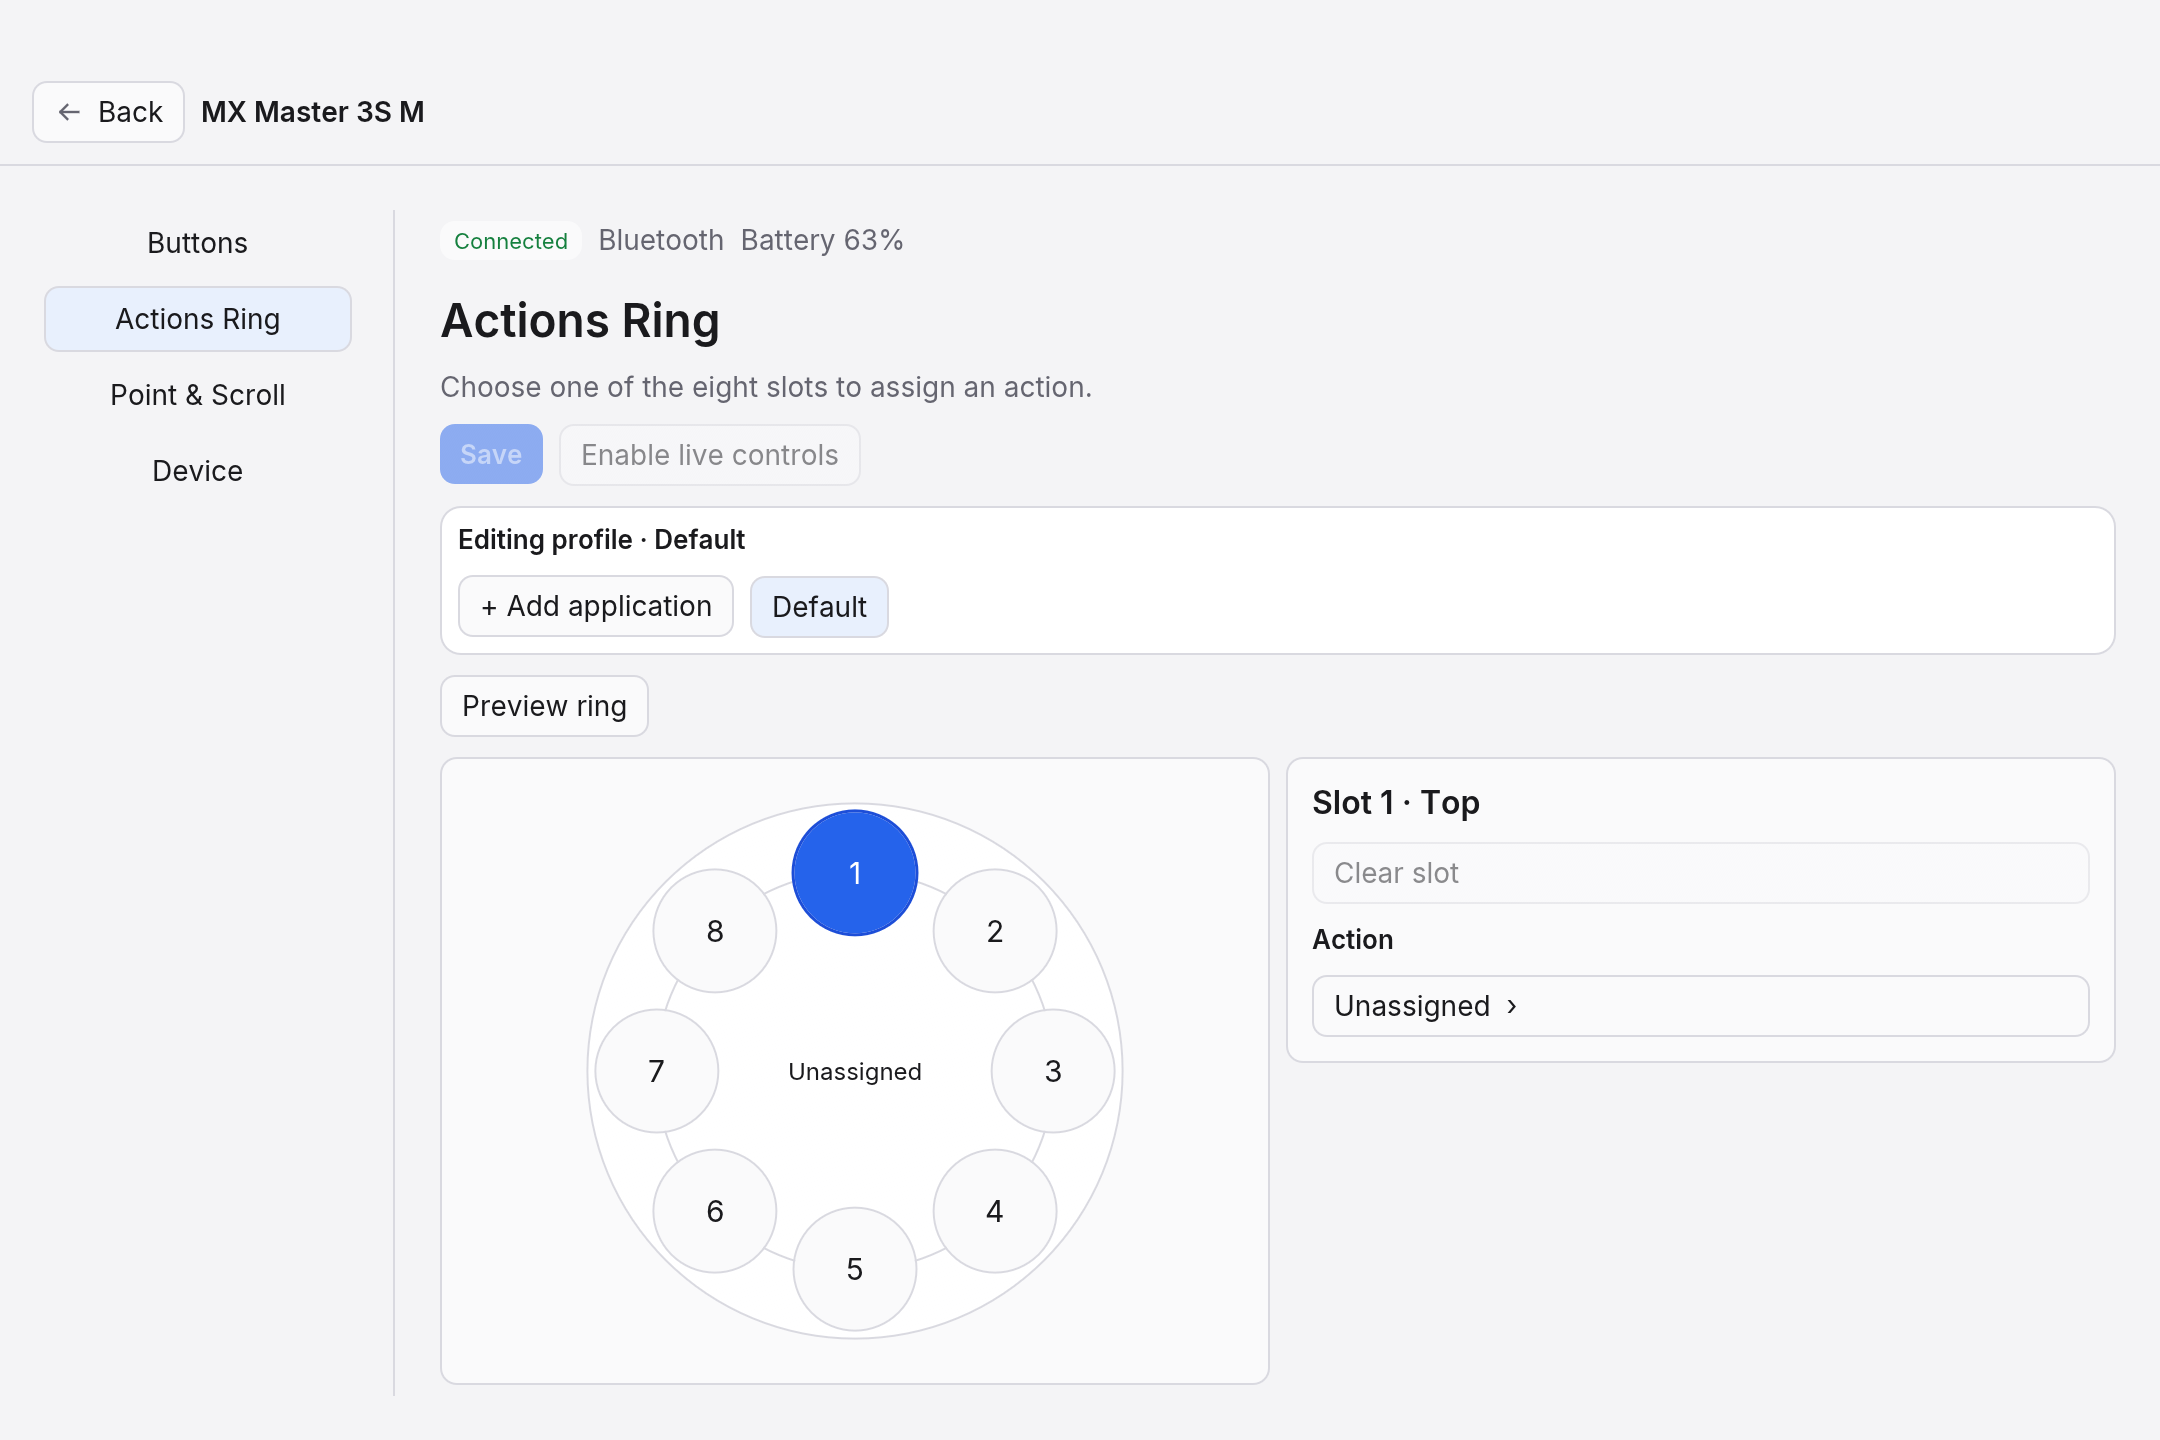 ← Back MX Master 3S M
Buttons
Actions Ring
Point & Scroll
Device
Connected Bluetooth Battery 63%
Actions Ring
Choose one of the eight slots to assign an action.
Save Enable live controls
Editing profile · Default
+ Add application Default
Preview ring
1
8 2
7 Unassigned 3
6 4
5
Slot 1 · Top
Clear slot
Action
Unassigned ›